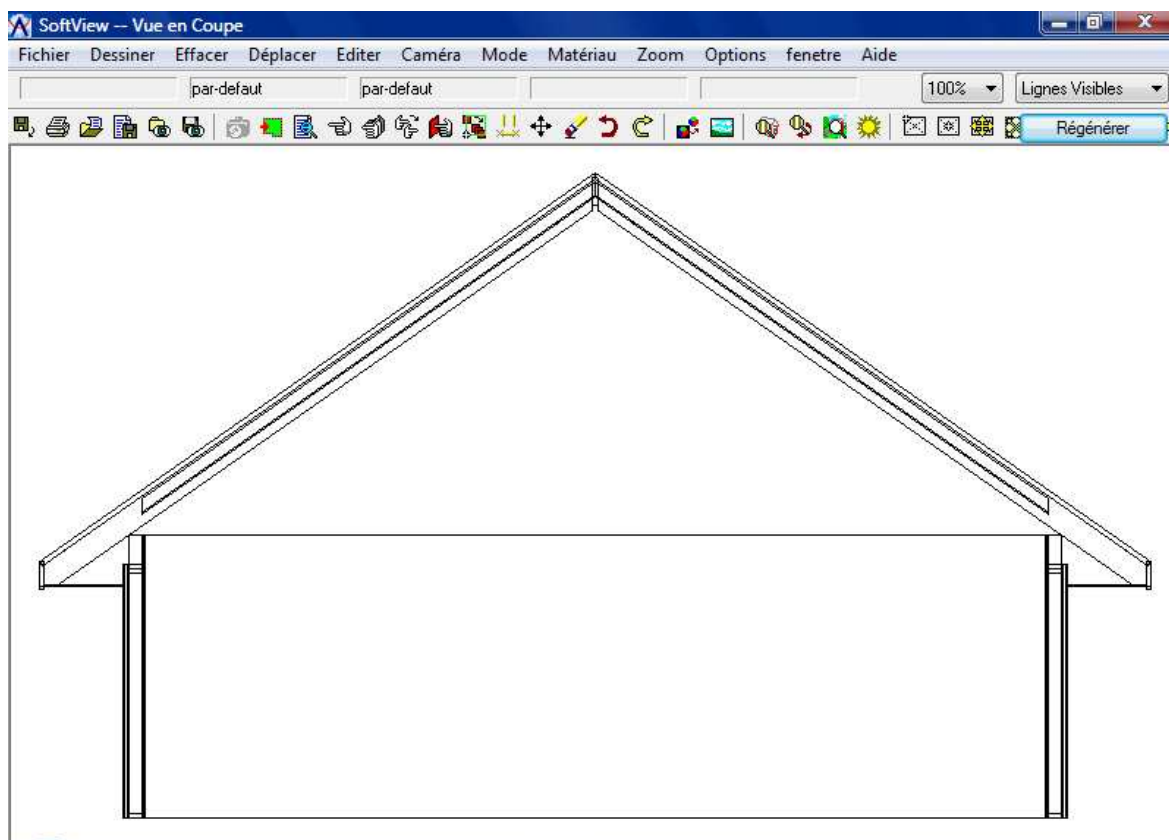 SoftView -- Vue en Coupe
Fichier Dessiner Effacer Déplacer Editer Caméra Mode Matériau Zoom Options fenetre Aide
par-defaut par-defaut 100% Lignes Visibles
Régénérer